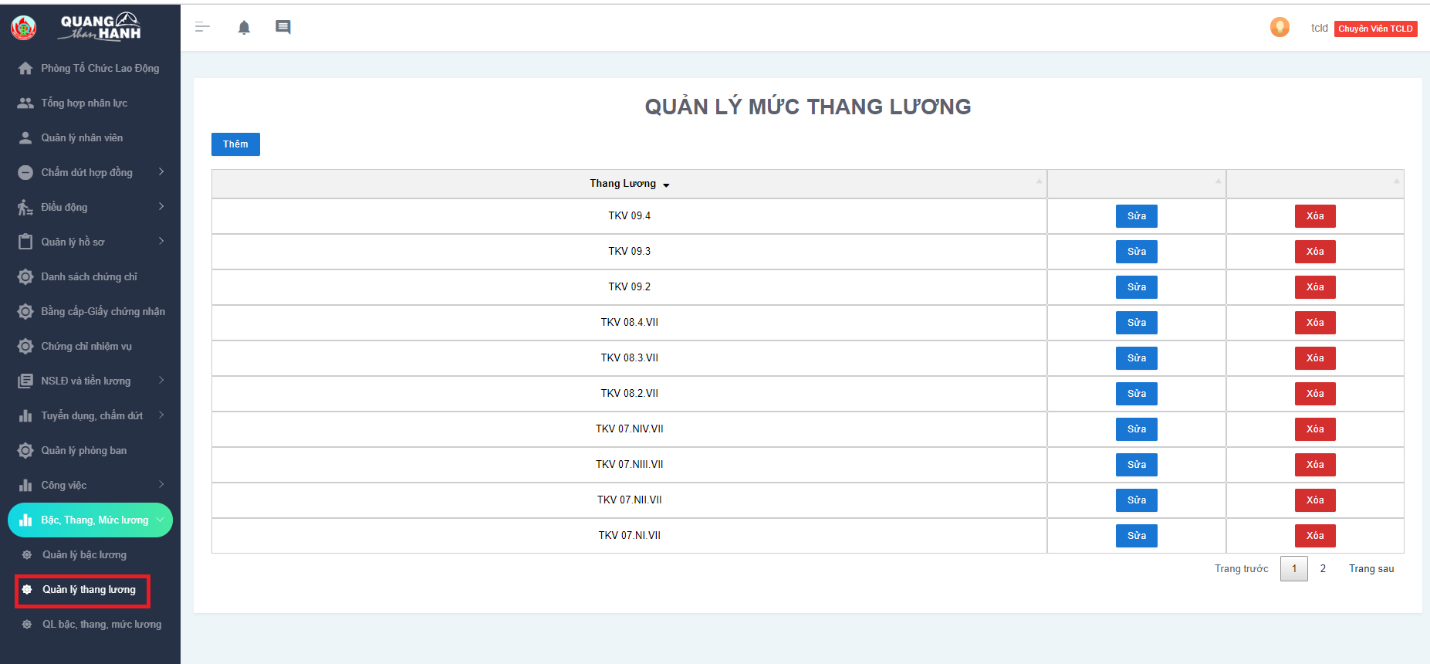 QUANG
than HANH
tcld Chuyên Viên TCLD
Phòng Tổ Chức Lao Động
Tổng hợp nhân lực
Quản lý nhân viên
Chấm dứt hợp đồng
Điều động
Quản lý hồ sơ
Danh sách chứng chỉ
Bằng cấp-Giấy chứng nhận
Chứng chỉ nhiệm vụ
NSLĐ và tiền lương
Tuyển dụng, chấm dứt
Quản lý phòng ban
Công việc
Bậc, Thang, Mức lương
Quản lý bậc lương
Quản lý thang lương
QL bậc, thang, mức lương
QUẢN LÝ MỨC THANG LƯƠNG
Thêm
Thang Lương
TKV 09.4 Sửa Xóa
TKV 09.3 Sửa Xóa
TKV 09.2 Sửa Xóa
TKV 08.4.VII Sửa Xóa
TKV 08.3.VII Sửa Xóa
TKV 08.2.VII Sửa Xóa
TKV 07.NIV.VII Sửa Xóa
TKV 07.NIII.VII Sửa Xóa
TKV 07.NII.VII Sửa Xóa
TKV 07.NI.VII Sửa Xóa
Trang trước 1 2 Trang sau